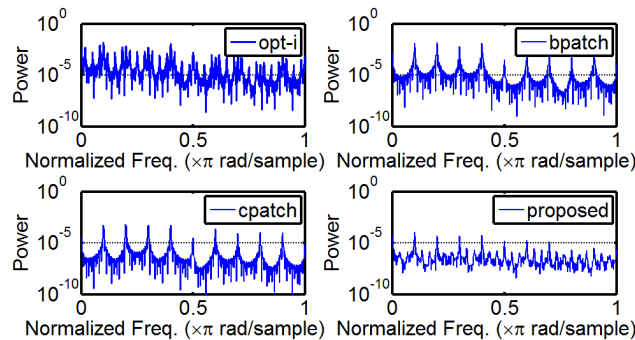 10^0
10^-5
10^-10
Power
opt-i
0
0.5
1
Normalized Freq. (×π rad/sample)
10^0
10^-5
10^-10
Power
bpatch
0
0.5
1
Normalized Freq. (×π rad/sample)
10^0
10^-5
10^-10
Power
cpatch
0
0.5
1
Normalized Freq. (×π rad/sample)
10^0
10^-5
10^-10
Power
proposed
0
0.5
1
Normalized Freq. (×π rad/sample)